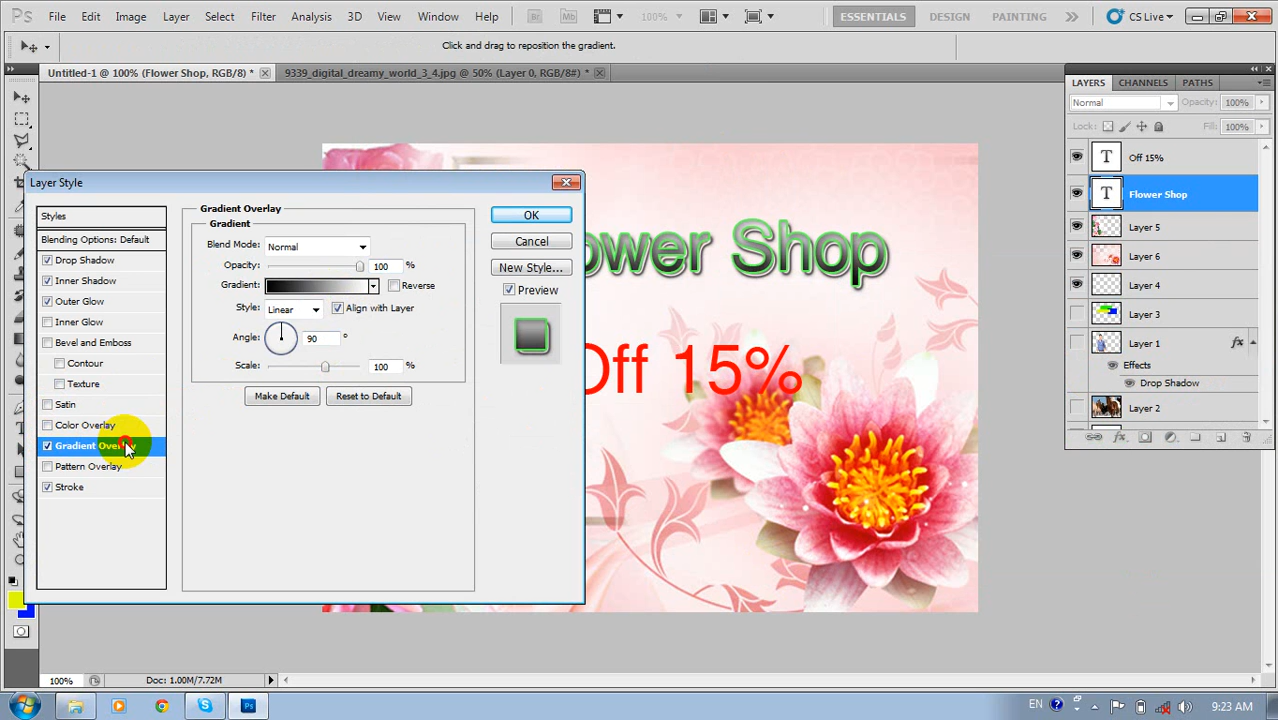 Ps File Edit Image Layer Select Filter Analysis 3D View Window Help Br Mb 100% ESSENTIALS DESIGN PAINTING CS Live
Click and drag to reposition the gradient.
Untitled-1 @ 100% (Flower Shop, RGB/8) * 9339_digital_dreamy_world_3_4.jpg @ 50% (Layer 0, RGB/8#) *
LAYERS CHANNELS PATHS
Normal Opacity: 100%
Lock: Fill: 100%
T Off 15%
T Flower Shop
Layer 5
Layer 6
Layer 4
Layer 3
Layer 1 fx
Effects
Drop Shadow
Layer 2
fx
Layer Style
Styles
Blending Options: Default
Drop Shadow
Inner Shadow
Outer Glow
Inner Glow
Bevel and Emboss
Contour
Texture
Satin
Color Overlay
Gradient Overlay
Pattern Overlay
Stroke
Gradient Overlay
Gradient
Blend Mode: Normal
Opacity: 100 %
Gradient: Reverse
Style: Linear Align with Layer
Angle: 90 °
Scale: 100 %
Make Default Reset to Default
OK
Cancel
New Style...
Preview
ower Shop
Off 15%
100% Doc: 1.00M/7.72M
Ps EN 9:23 AM